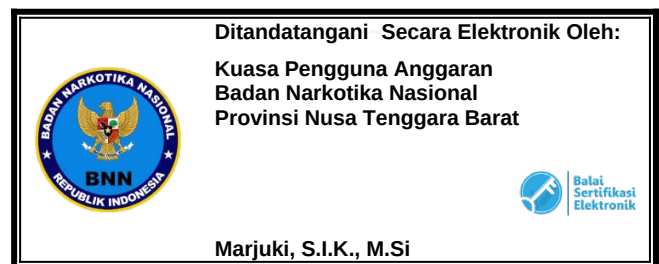 Ditandatangani Secara Elektronik Oleh:
Kuasa Pengguna Anggaran
Badan Narkotika Nasional
Provinsi Nusa Tenggara Barat
BADAN NARKOTIKA NASIONAL
BNN
REPUBLIK INDONESIA
Balai
Sertifikasi
Elektronik
Marjuki, S.I.K., M.Si